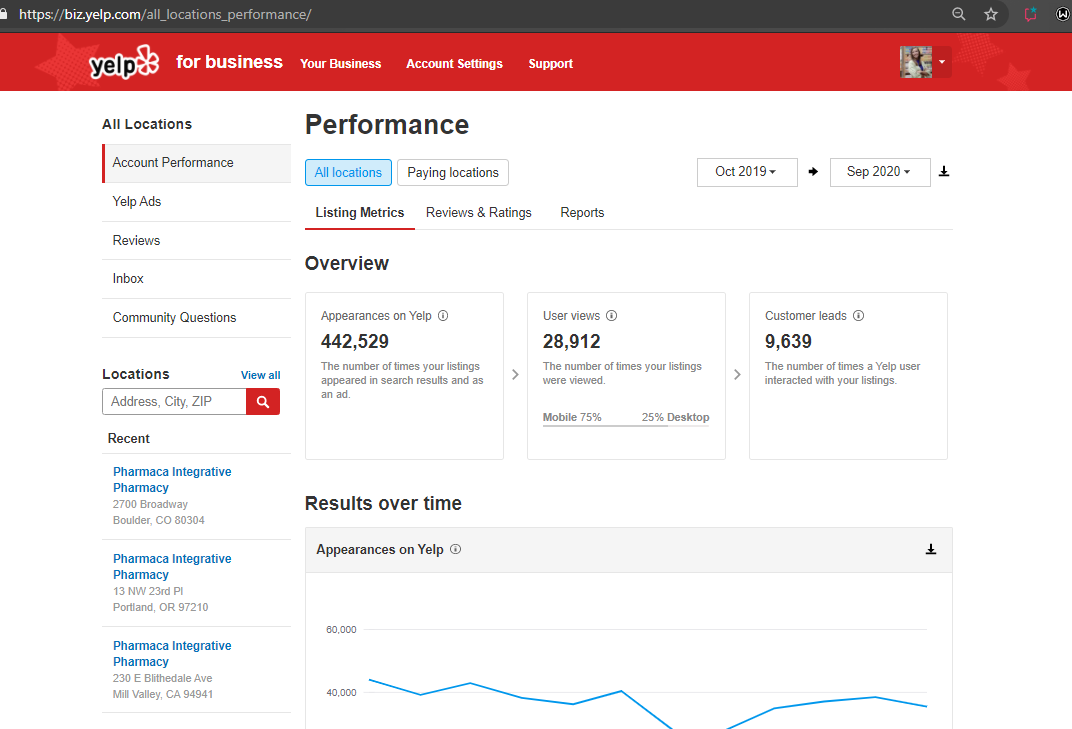 https://biz.yelp.com/all_locations_performance/
yelp for business Your Business Account Settings Support
All Locations
Account Performance
Yelp Ads
Reviews
Inbox
Community Questions
Locations View all
Address, City, ZIP
Recent
Pharmaca Integrative
Pharmacy
2700 Broadway
Boulder, CO 80304
Pharmaca Integrative
Pharmacy
13 NW 23rd Pl
Portland, OR 97210
Pharmaca Integrative
Pharmacy
230 E Blithedale Ave
Mill Valley, CA 94941
Performance
All locations Paying locations Oct 2019 Sep 2020
Listing Metrics Reviews & Ratings Reports
Overview
Appearances on Yelp
442,529
The number of times your listings
appeared in search results and as
an ad.
User views
28,912
The number of times your listings
were viewed.
Mobile 75% 25% Desktop
Customer leads
9,639
The number of times a Yelp user
interacted with your listings.
Results over time
Appearances on Yelp
60,000
40,000